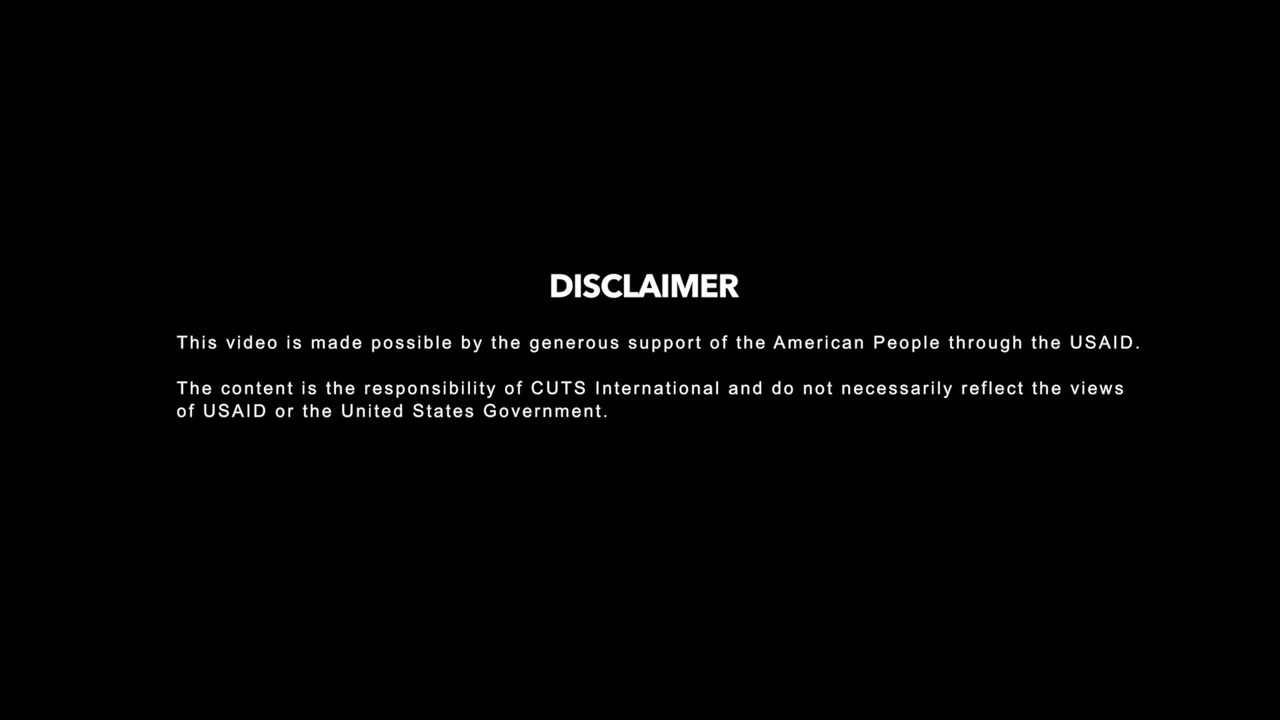 DISCLAIMER
This video is made possible by the generous support of the American People through the USAID.
The content is the responsibility of CUTS International and do not necessarily reflect the views
of USAID or the United States Government.